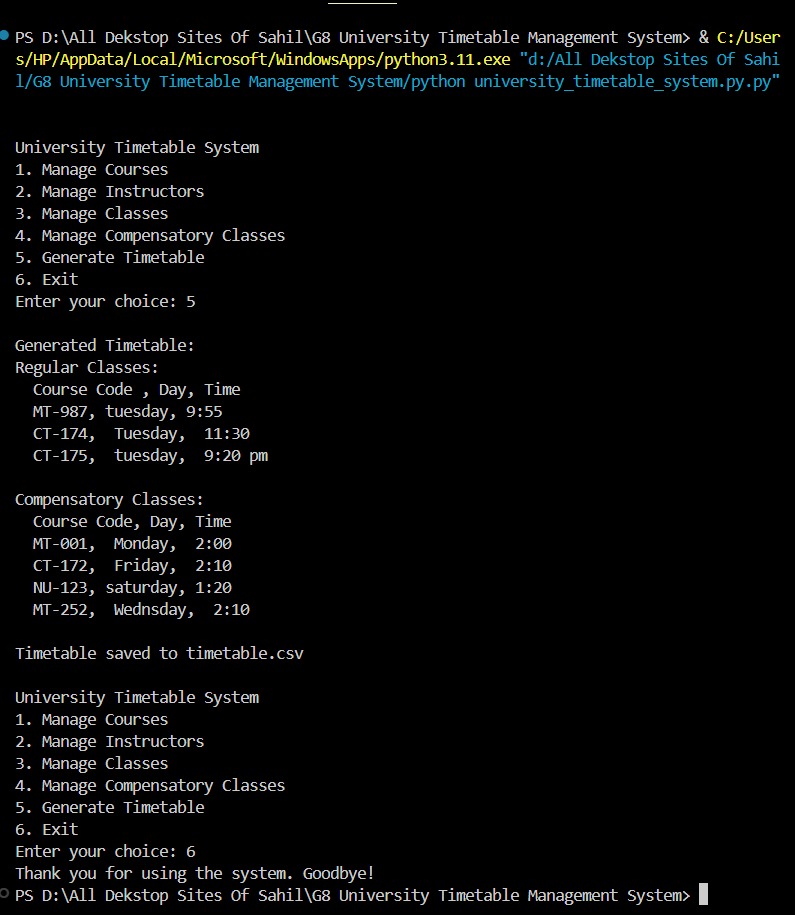 PS D:\All Dekstop Sites Of Sahil\G8 University Timetable Management System> & C:/User
s/HP/AppData/Local/Microsoft/WindowsApps/python3.11.exe "d:/All Dekstop Sites Of Sahi
l/G8 University Timetable Management System/python university_timetable_system.py.py"
University Timetable System
1. Manage Courses
2. Manage Instructors
3. Manage Classes
4. Manage Compensatory Classes
5. Generate Timetable
6. Exit
Enter your choice: 5
Generated Timetable:
Regular Classes:
  Course Code , Day, Time
  MT-987, tuesday, 9:55
  CT-174,  Tuesday,  11:30
  CT-175,  tuesday,  9:20 pm
Compensatory Classes:
  Course Code, Day, Time
  MT-001,  Monday,  2:00
  CT-172,  Friday,  2:10
  NU-123, saturday, 1:20
  MT-252,  Wednsday,  2:10
Timetable saved to timetable.csv
University Timetable System
1. Manage Courses
2. Manage Instructors
3. Manage Classes
4. Manage Compensatory Classes
5. Generate Timetable
6. Exit
Enter your choice: 6
Thank you for using the system. Goodbye!
PS D:\All Dekstop Sites Of Sahil\G8 University Timetable Management System>